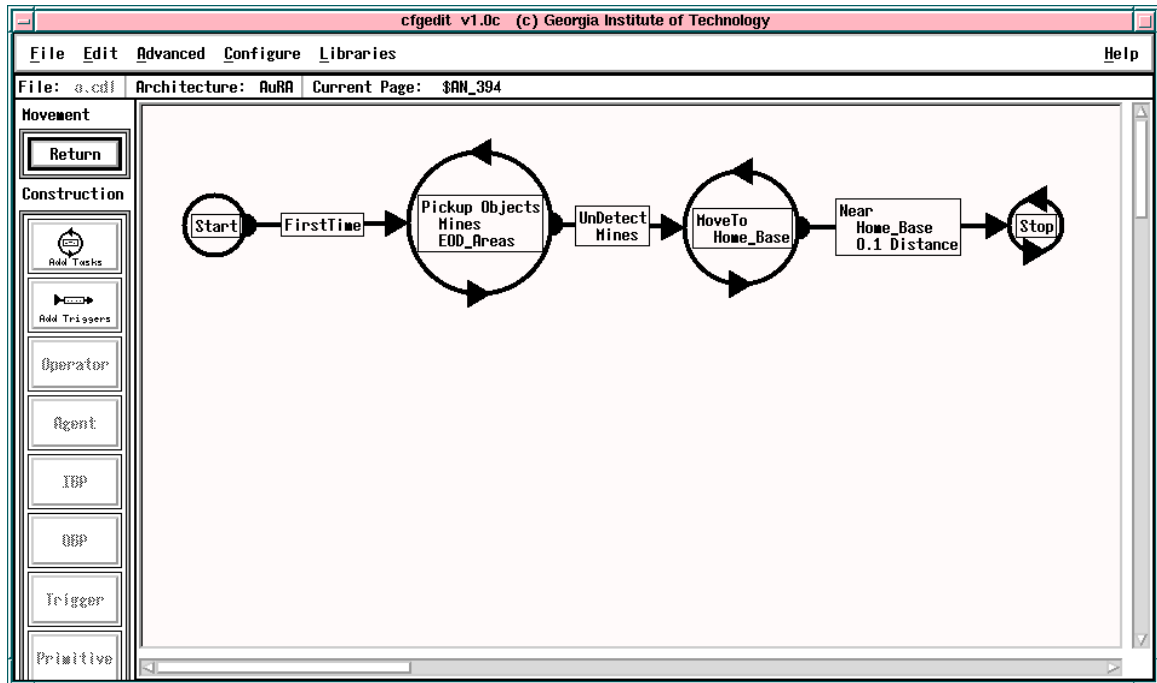 cfgedit v1.0c (c) Georgia Institute of Technology
File Edit Advanced Configure Libraries Help
File: a.cdl Architecture: AuRA Current Page: $AN_394
Movement
Return
Construction
Add Tasks
Add Triggers
Operator
Agent
IBP
OBP
Trigger
Primitive
Start
FirstTime
Pickup Objects
Mines
EOD_Areas
UnDetect
Mines
MoveTo
Home_Base
Near
Home_Base
0.1 Distance
Stop